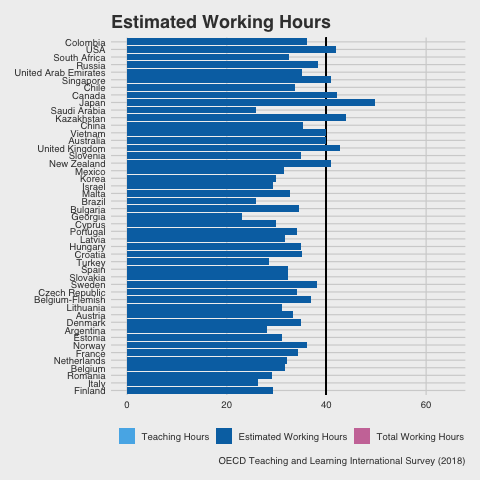 Estimated Working Hours
Colombia
USA
South Africa
Russia
United Arab Emirates
Singapore
Chile
Canada
Japan
Saudi Arabia
Kazakhstan
China
Vietnam
Australia
United Kingdom
Slovenia
New Zealand
Mexico
Korea
Israel
Malta
Brazil
Bulgaria
Georgia
Cyprus
Portugal
Latvia
Hungary
Croatia
Turkey
Spain
Slovakia
Sweden
Czech Republic
Belgium-Flemish
Lithuania
Austria
Denmark
Argentina
Estonia
Norway
France
Netherlands
Belgium
Romania
Italy
Finland
0 20 40 60
Teaching Hours Estimated Working Hours Total Working Hours
OECD Teaching and Learning International Survey (2018)